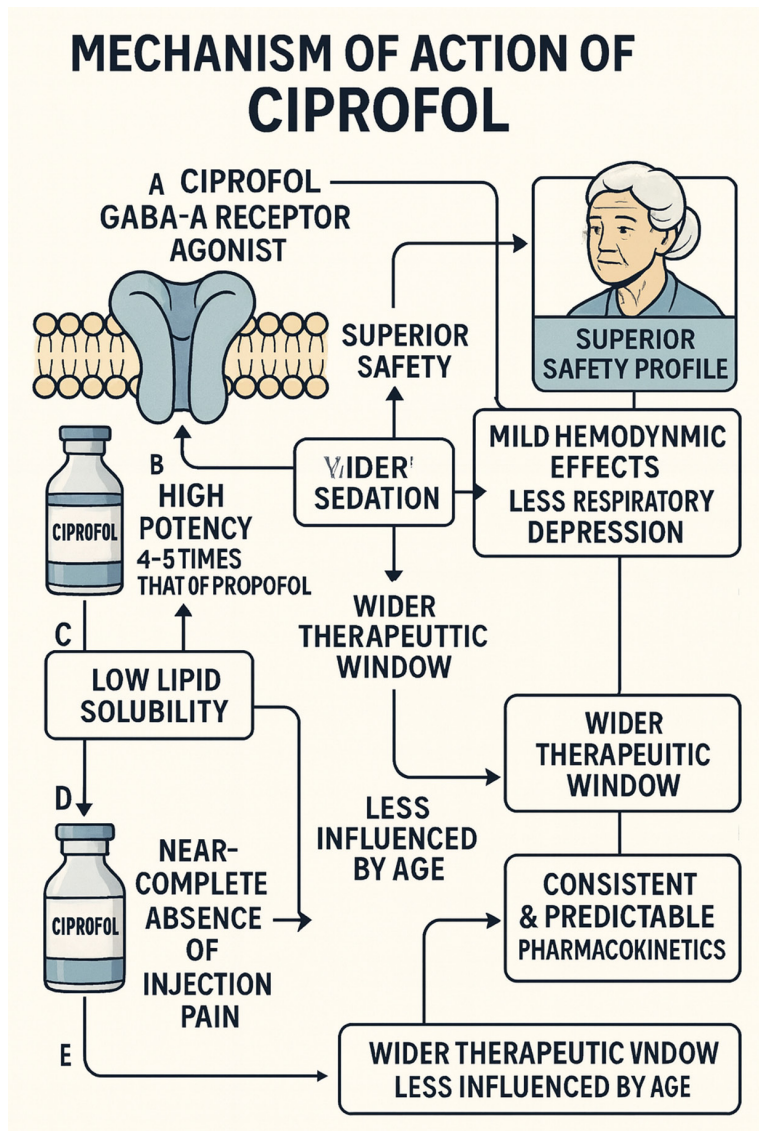 MECHANISM OF ACTION OF
CIPROFOL
A CIPROFOL
GABA-A RECEPTOR
AGONIST
SUPERIOR
SAFETY
SUPERIOR
SAFETY PROFILE
MILD HEMODYNMIC
EFFECTS
LESS RESPIRATORY
DEPRESSION
SEDATION
CIPROFOL
B
HIGH
POTENCY
4-5 TIMES
THAT OF PROPOFOL
WIDER
THERAPEUTTIC
WINDOW
C
LOW LIPID
SOLUBILITY
WIDER
THERAPEUITIC
WINDOW
D
LESS
INFLUENCED
BY AGE
CIPROFOL
NEAR-
COMPLETE
ABSENCE
OF
INJECTION
PAIN
CONSISTENT
& PREDICTABLE
PHARMACOKINETICS
E
WIDER THERAPEUTIC VNDOW
LESS INFLUENCED BY AGE